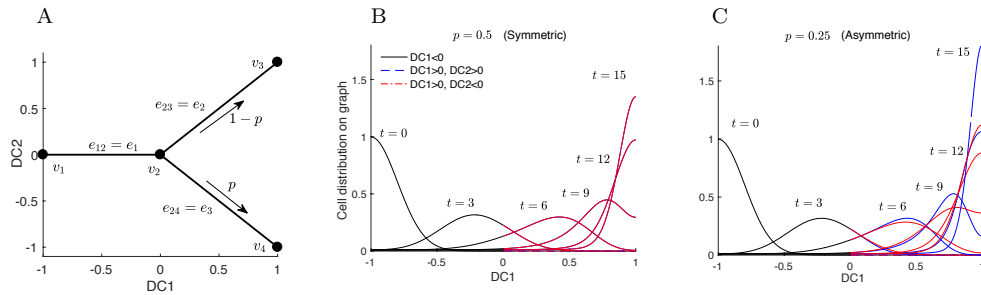 A
1
0.5
0
-0.5
-1
DC2
-1
-0.5
0
0.5
1
DC1
v1
v2
v3
v4
e12 = e1
e23 = e2
e24 = e3
1 − p
p
B
p = 0.5 (Symmetric)
DC1<0
DC1>0, DC2>0
DC1>0, DC2<0
Cell distribution on graph
1.5
1
0.5
0
-1
-0.5
0
0.5
1
DC1
t = 0
t = 3
t = 6
t = 9
t = 12
t = 15
C
p = 0.25 (Asymmetric)
1.5
1
0.5
0
-1
-0.5
0
0.5
1
DC1
t = 0
t = 3
t = 6
t = 9
t = 12
t = 15